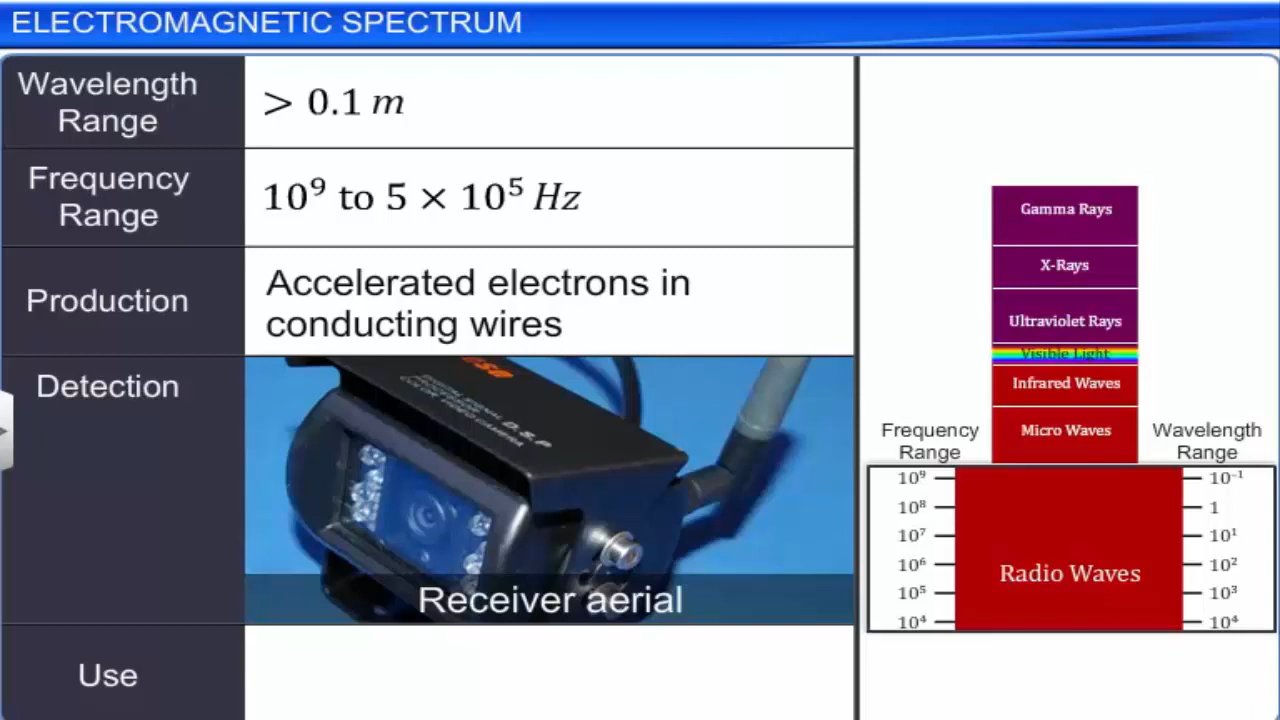 ELECTROMAGNETIC SPECTRUM
Wavelength
Range
> 0.1 m
Frequency
Range
10⁹ to 5 × 10⁵ Hz
Production
Accelerated electrons in
conducting wires
Detection
D.S.P
Receiver aerial
Use
Gamma Rays
X-Rays
Ultraviolet Rays
Visible Light
Infrared Waves
Micro Waves
Frequency
Range
Wavelength
Range
10⁹ 10⁻¹
10⁸ 1
10⁷ 10¹
10⁶ 10²
Radio Waves
10⁵ 10³
10⁴ 10⁴